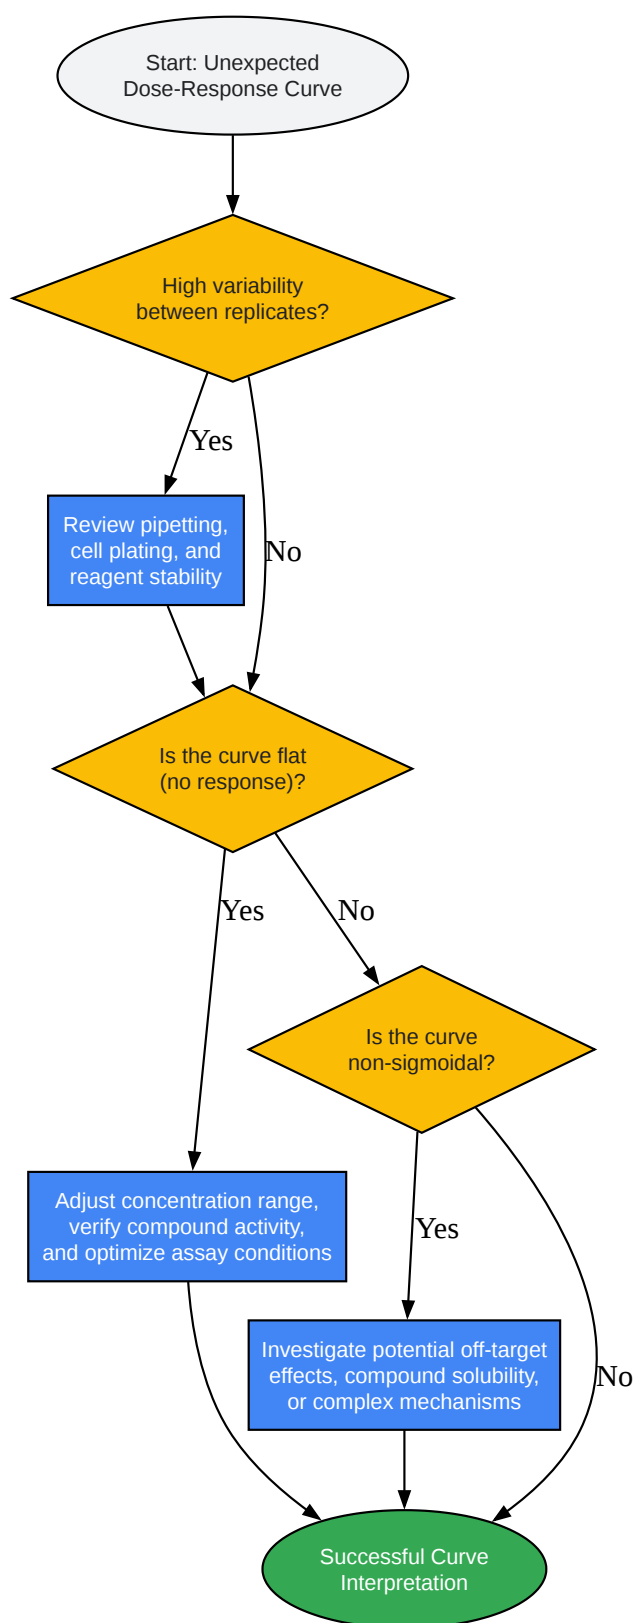 Start: Unexpected
Dose-Response Curve
High variability
between replicates?
Yes
Review pipetting,
cell plating, and
reagent stability
No
Is the curve flat
(no response)?
Yes
No
Is the curve
non-sigmoidal?
Adjust concentration range,
verify compound activity,
and optimize assay conditions
Yes
Investigate potential off-target
effects, compound solubility,
or complex mechanisms
No
Successful Curve
Interpretation